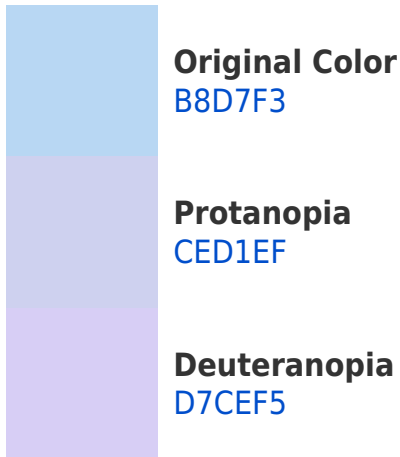 Original Color
B8D7F3
Protanopia
CED1EF
Deuteranopia
D7CEF5